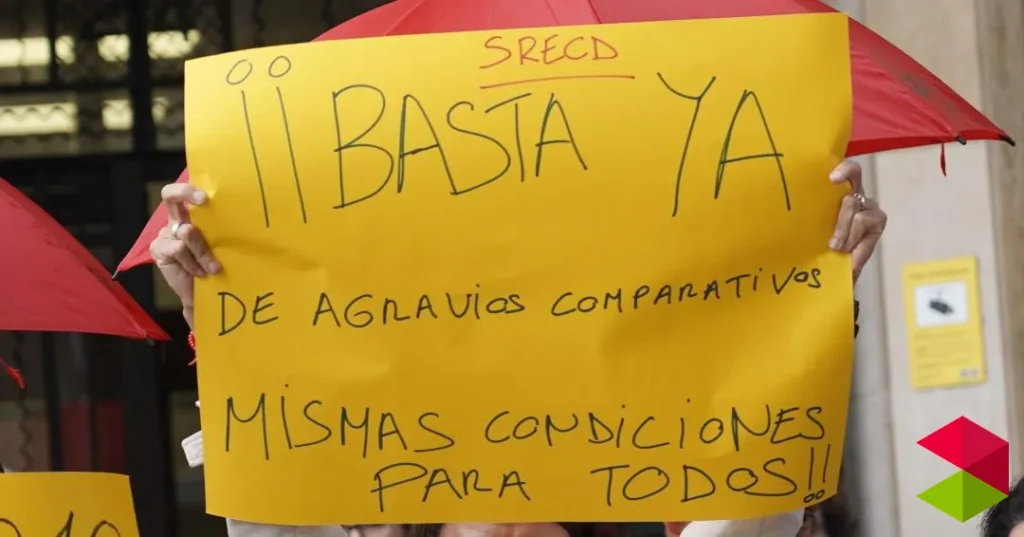 SRECD
¡¡BASTA YA
DE AGRAVIOS COMPARATIVOS
MISMAS CONDICIONES
PARA TODOS!!